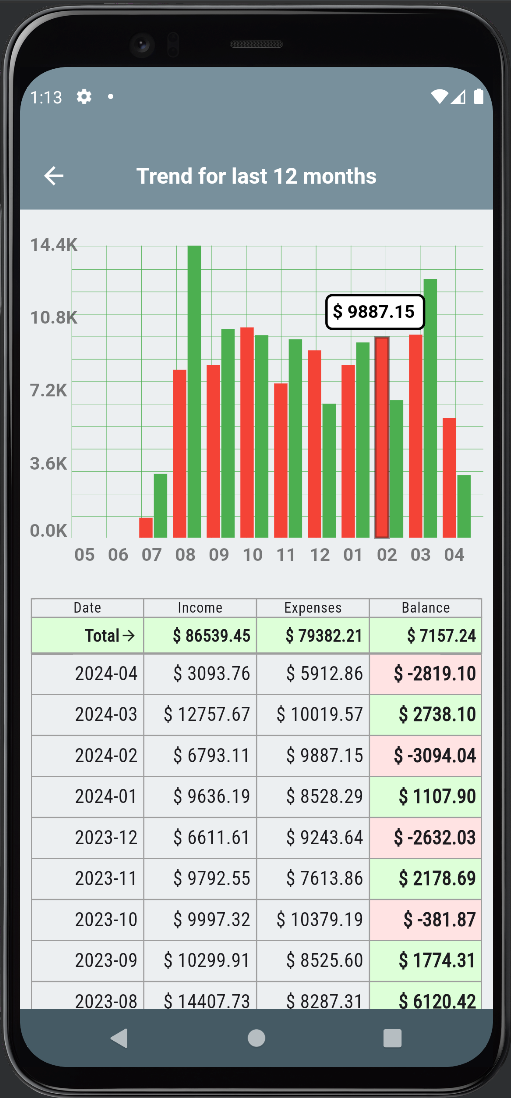 1:13
Trend for last 12 months
14.4K
$ 9887.15
10.8K
7.2K
3.6K
0.0K
05 06 07 08 09 10 11 12 01 02 03 04
Date Income Expenses Balance
Total→ $ 86539.45 $ 79382.21 $ 7157.24
2024-04 $ 3093.76 $ 5912.86 $ -2819.10
2024-03 $ 12757.67 $ 10019.57 $ 2738.10
2024-02 $ 6793.11 $ 9887.15 $ -3094.04
2024-01 $ 9636.19 $ 8528.29 $ 1107.90
2023-12 $ 6611.61 $ 9243.64 $ -2632.03
2023-11 $ 9792.55 $ 7613.86 $ 2178.69
2023-10 $ 9997.32 $ 10379.19 $ -381.87
2023-09 $ 10299.91 $ 8525.60 $ 1774.31
2023-08 $ 14407.73 $ 8287.31 $ 6120.42